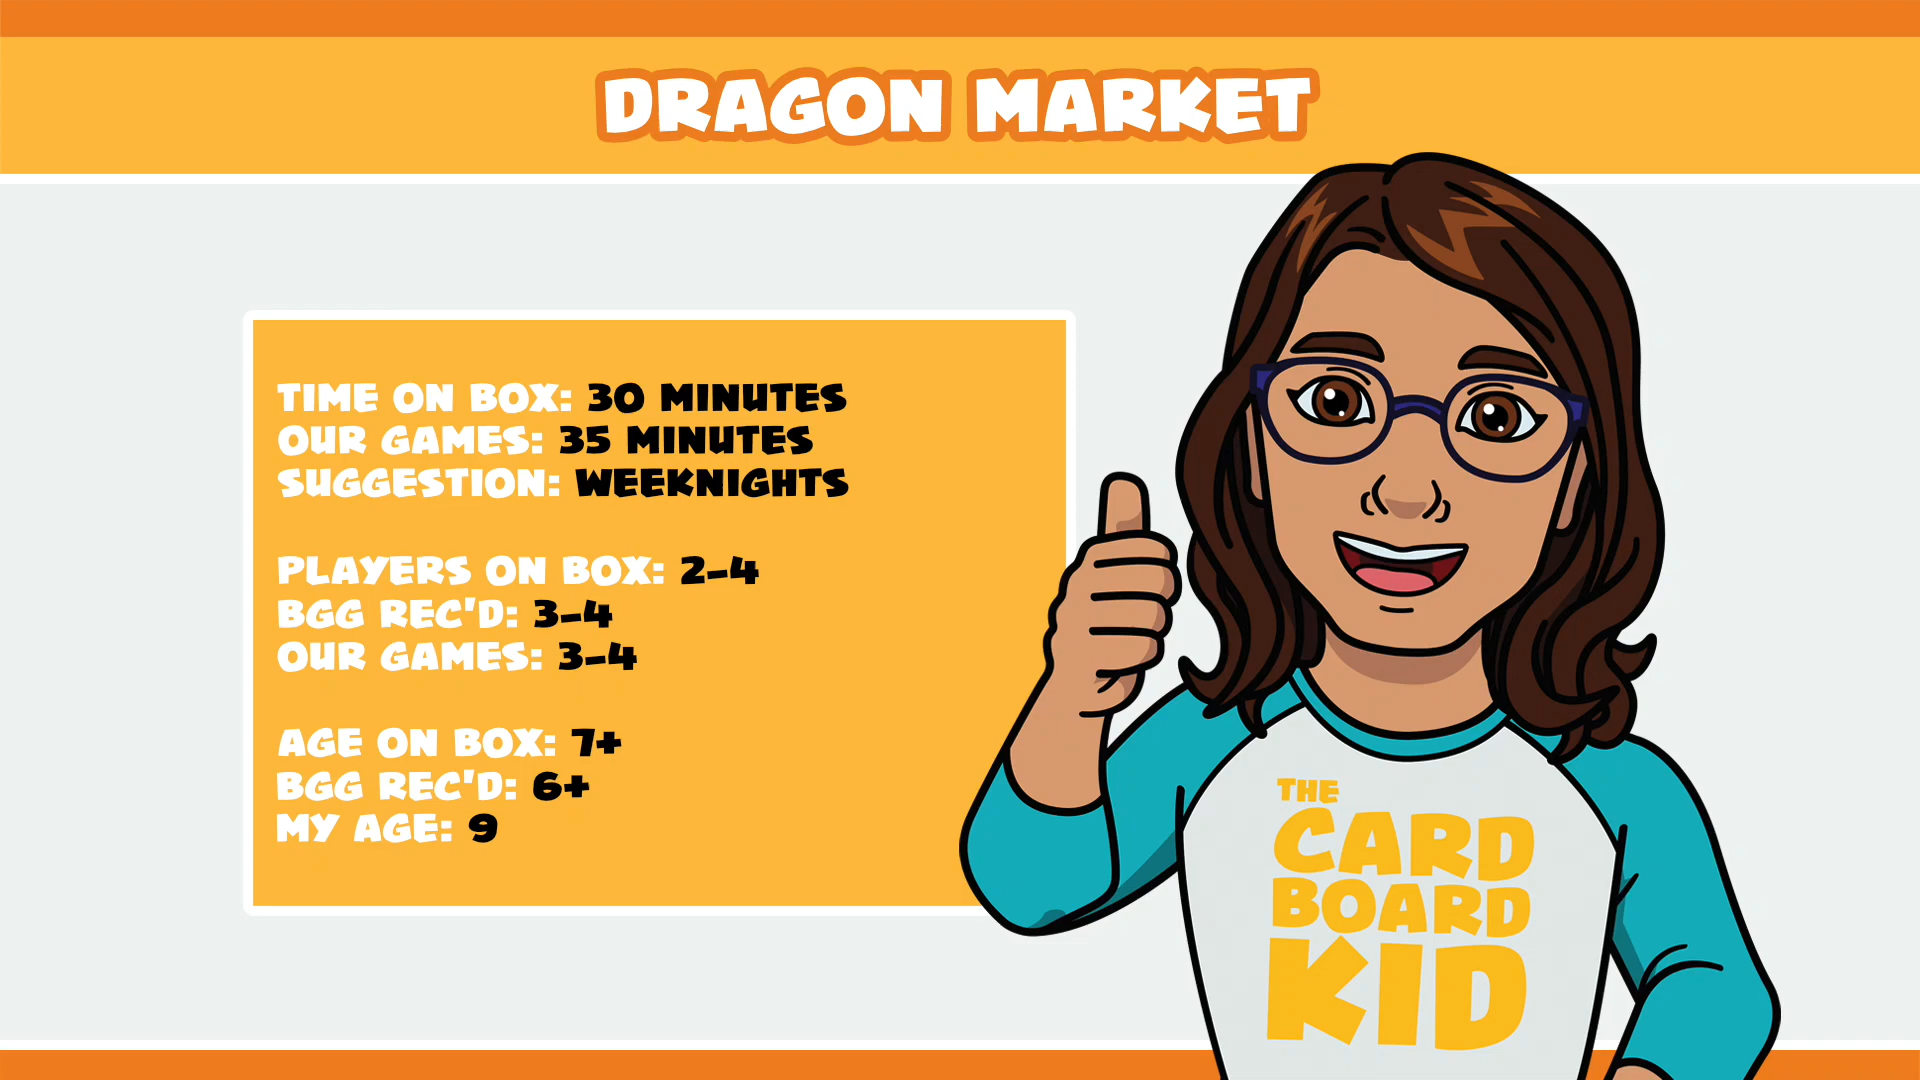 DRAGON MARKET
TIME ON BOX: 30 MINUTES
OUR GAMES: 35 MINUTES
SUGGESTION: WEEKNIGHTS
PLAYERS ON BOX: 2-4
BGG REC'D: 3-4
OUR GAMES: 3-4
AGE ON BOX: 7+
BGG REC'D: 6+
MY AGE: 9
THE
CARD
BOARD
KID